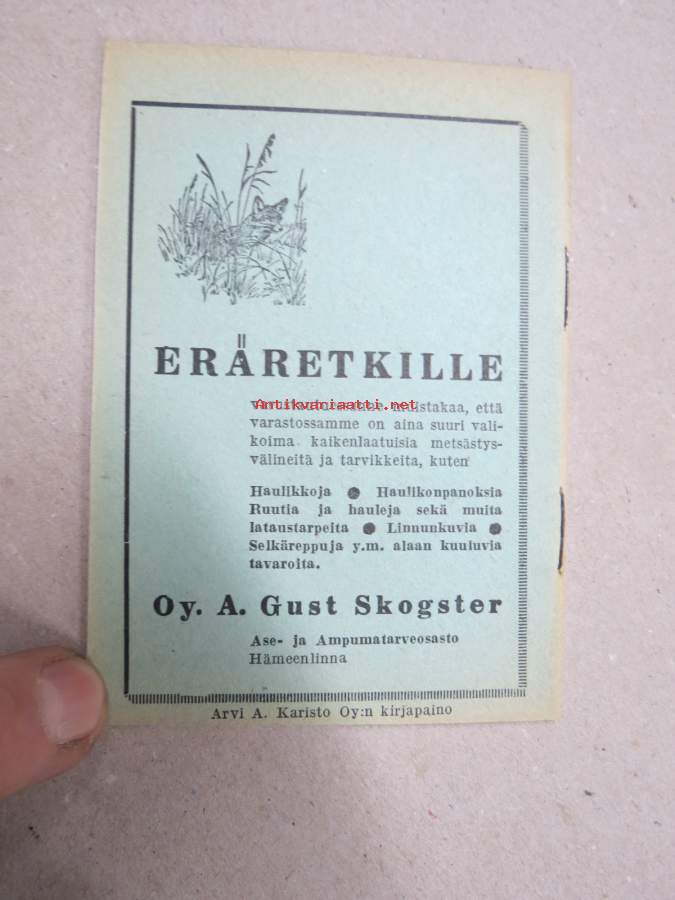 ERÄRETKILLE
Antikvariaatti.net
muistakaa, että
varastossamme on aina suuri vali-
koima kaikenlaatuisia metsästys-
välineitä ja tarvikkeita, kuten
Haulikkoja ● Haulikonpanoksia
Ruutia ja hauleja sekä muita
lataustarpeita ● Linnunkuvia ●
Selkäreppuja y.m. alaan kuuluvia
tavaroita.
Oy. A. Gust Skogster
Ase- ja Ampumatarveosasto
Hämeenlinna
Arvi A. Karisto Oy:n kirjapaino